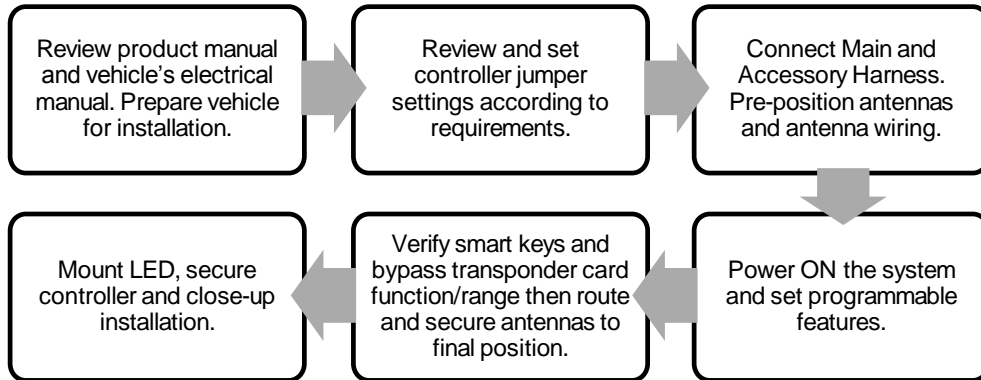 Review product manual
and vehicle's electrical
manual. Prepare vehicle
for installation.
Review and set
controller jumper
settings according to
requirements.
Connect Main and
Accessory Harness.
Pre-position antennas
and antenna wiring.
Power ON the system
and set programmable
features.
Verify smart keys and
bypass transponder card
function/range then route
and secure antennas to
final position.
Mount LED, secure
controller and close-up
installation.